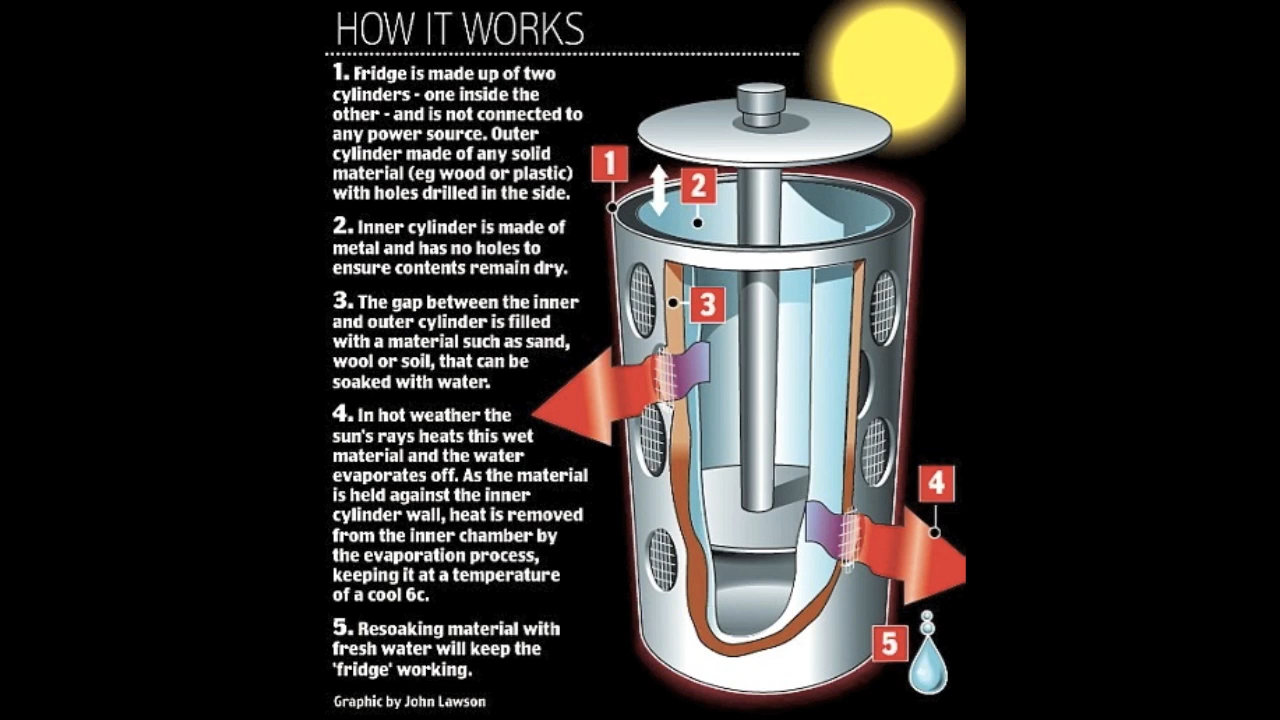 HOW IT WORKS
1. Fridge is made up of two
cylinders - one inside the
other - and is not connected to
any power source. Outer
cylinder made of any solid
material (eg wood or plastic)
with holes drilled in the side.
2. Inner cylinder is made of
metal and has no holes to
ensure contents remain dry.
3. The gap between the inner
and outer cylinder is filled
with a material such as sand,
wool or soil, that can be
soaked with water.
4. In hot weather the
sun's rays heats this wet
material and the water
evaporates off. As the material
is held against the inner
cylinder wall, heat is removed
from the inner chamber by
the evaporation process,
keeping it at a temperature
of a cool 6c.
5. Resoaking material with
fresh water will keep the
'fridge' working.
Graphic by John Lawson
1
2
3
4
5